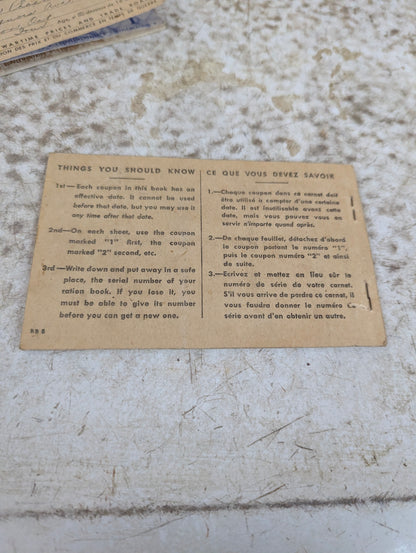 WARTIME PRICES AND TRADE
THINGS YOU SHOULD KNOW
1st—Each coupon in this book has an
effective date. It cannot be used
before that date, but you may use it
any time after that date.
2nd—On each sheet, use the coupon
marked "1" first, the coupon
marked "2" second, etc.
3rd—Write down and put away in a safe
place, the serial number of your
ration book. If you lose it, you
must be able to give its number
before you can get a new one.
RB 5
CE QUE VOUS DEVEZ SAVOIR
1.—Chaque coupon dans ce carnet doit
être utilisé à compter d'une certaine
date. Il est inutilisable avant cette
date, mais vous pouvez vous en
servir n'importe quand après.
2.—De chaque feuillet, détachez d'abord
le coupon portant le numéro "1",
puis le coupon numéro "2" et ainsi
de suite.
3.—Ecrivez et mettez en lieu sûr le
numéro de série de votre carnet.
S'il vous arrive de perdre ce carnet, il
vous faudra donner le numéro de
série avant d'en obtenir un autre.